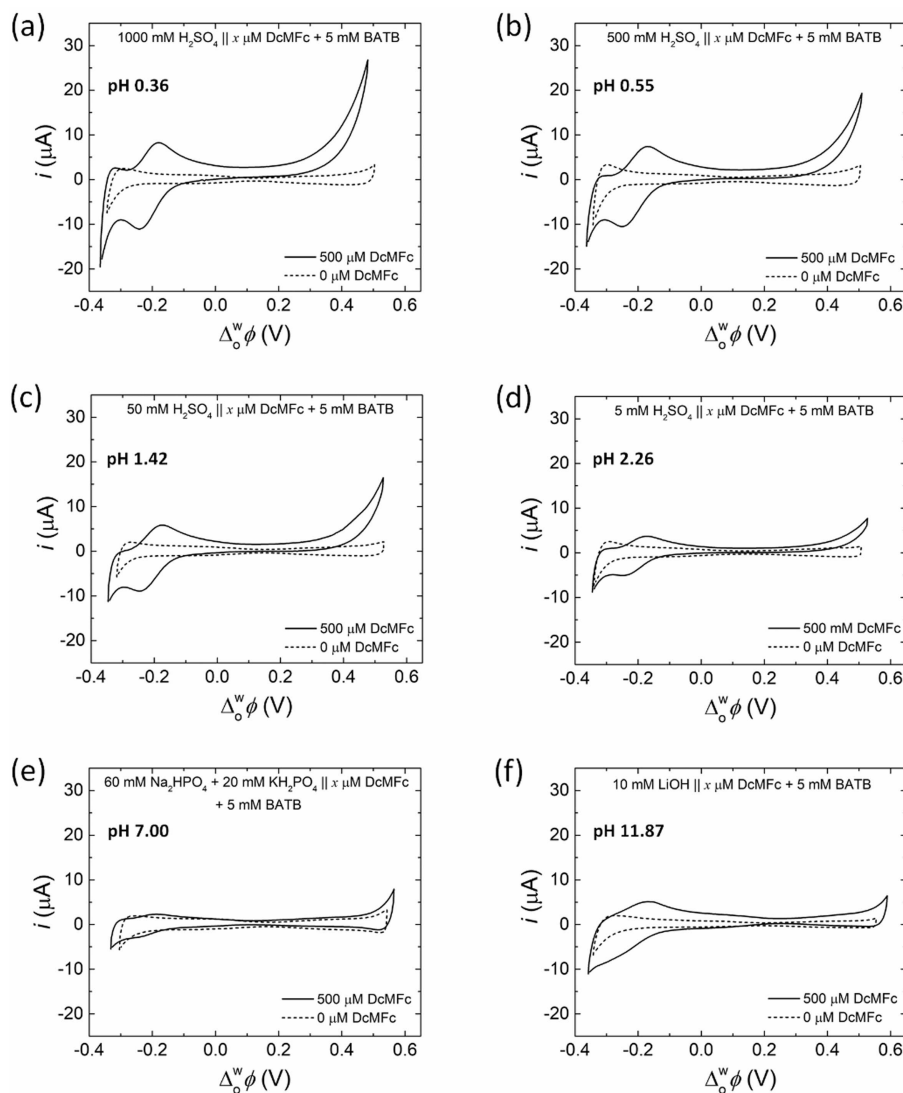 (a)
1000 mM H₂SO₄ || x μM DcMFc + 5 mM BATB
pH 0.36
30
20
10
0
-10
-20
i (μA)
500 μM DcMFc
0 μM DcMFc
-0.4 -0.2 0.0 0.2 0.4 0.6
Δ_o^w ϕ (V)
(b)
500 mM H₂SO₄ || x μM DcMFc + 5 mM BATB
pH 0.55
30
20
10
0
-10
-20
i (μA)
500 μM DcMFc
0 μM DcMFc
-0.4 -0.2 0.0 0.2 0.4 0.6
Δ_o^w ϕ (V)
(c)
50 mM H₂SO₄ || x μM DcMFc + 5 mM BATB
pH 1.42
30
20
10
0
-10
-20
i (μA)
500 μM DcMFc
0 μM DcMFc
-0.4 -0.2 0.0 0.2 0.4 0.6
Δ_o^w ϕ (V)
(d)
5 mM H₂SO₄ || x μM DcMFc + 5 mM BATB
pH 2.26
30
20
10
0
-10
-20
i (μA)
500 mM DcMFc
0 μM DcMFc
-0.4 -0.2 0.0 0.2 0.4 0.6
Δ_o^w ϕ (V)
(e)
60 mM Na₂HPO₄ + 20 mM KH₂PO₄ || x μM DcMFc
+ 5 mM BATB
pH 7.00
30
20
10
0
-10
-20
i (μA)
500 μM DcMFc
0 μM DcMFc
-0.4 -0.2 0.0 0.2 0.4 0.6
Δ_o^w ϕ (V)
(f)
10 mM LiOH || x μM DcMFc + 5 mM BATB
pH 11.87
30
20
10
0
-10
-20
i (μA)
500 μM DcMFc
0 μM DcMFc
-0.4 -0.2 0.0 0.2 0.4 0.6
Δ_o^w ϕ (V)